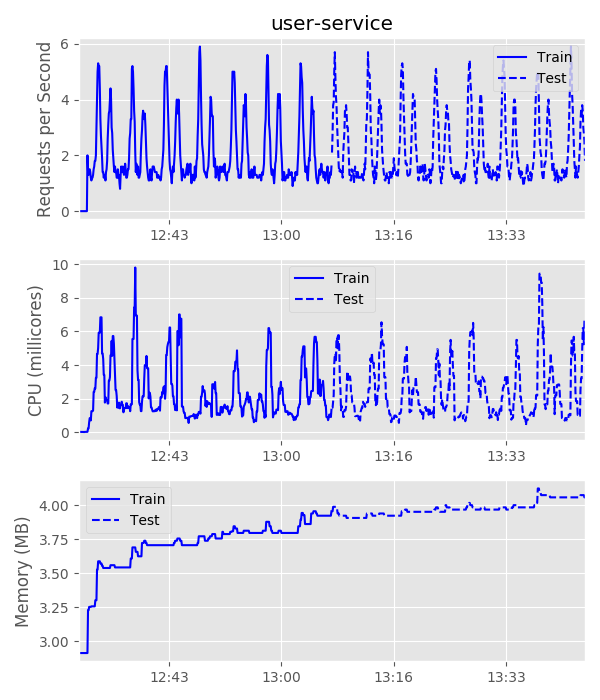 user-service
Requests per Second
6
4
2
0
Train
Test
12:43 13:00 13:16 13:33
CPU (millicores)
10
8
6
4
2
0
Train
Test
12:43 13:00 13:16 13:33
Memory (MB)
4.00
3.75
3.50
3.25
3.00
Train
Test
12:43 13:00 13:16 13:33